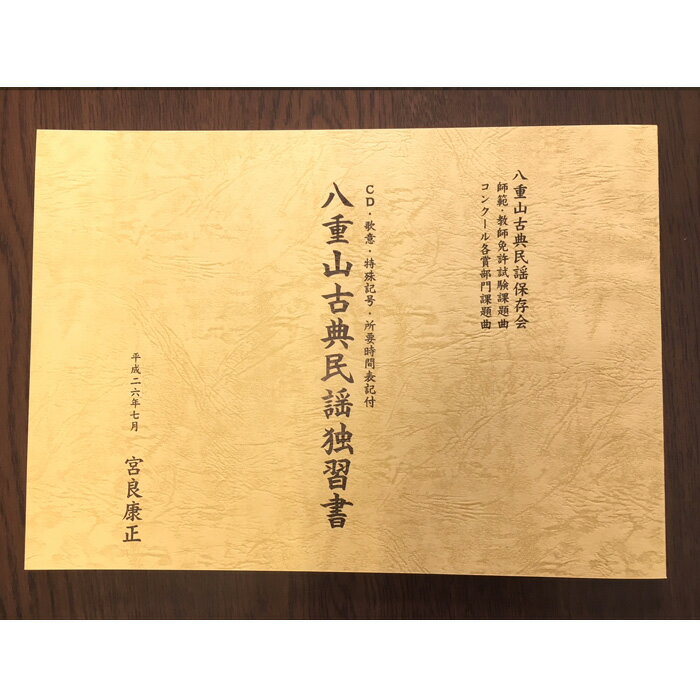 八重山古典民謡保存会
師範・教師免許試験課題曲
コンクール各賞部門課題曲
CD・歌意・特殊記号・所要時間表記付
八重山古典民謡独習書
平成二六年七月
宮良康正